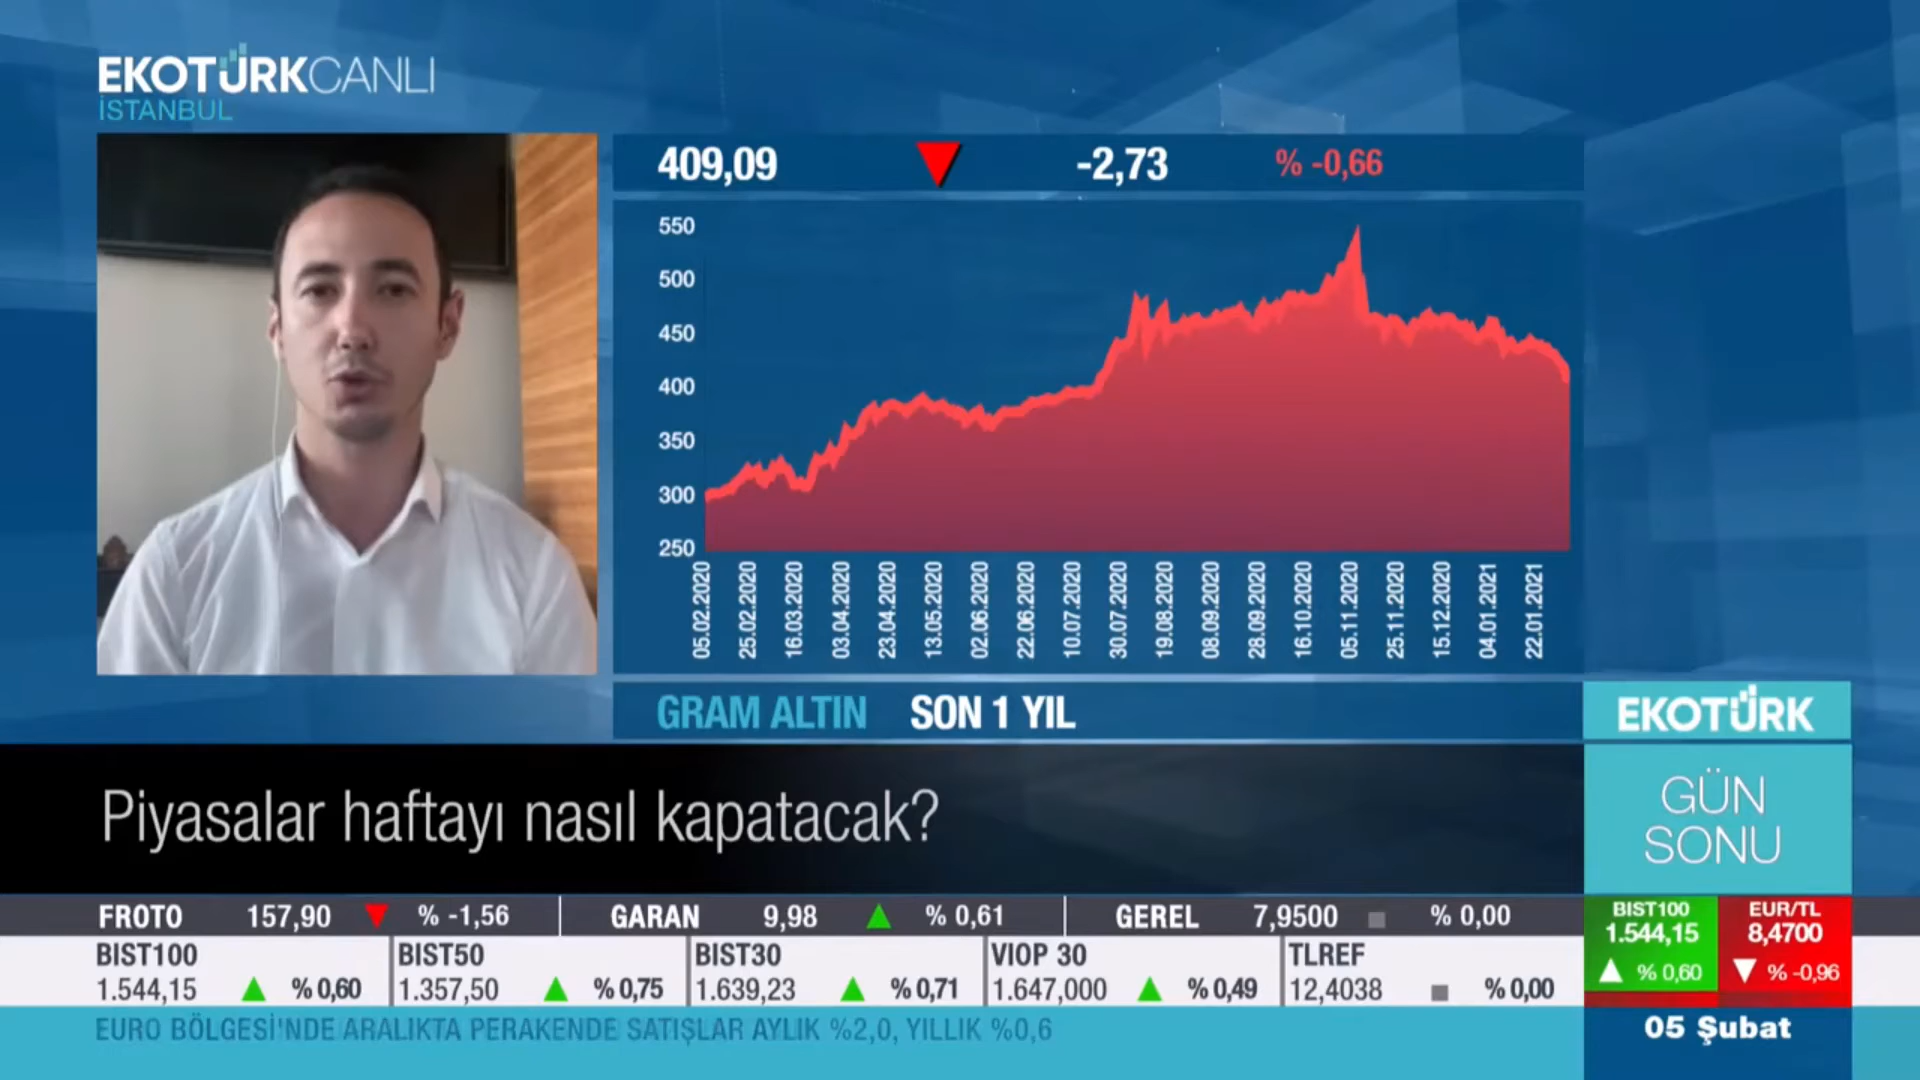 EKOTÜRK CANLI
İSTANBUL
409,09 -2,73 % -0,66
550
500
450
400
350
300
250
05.02.2020
25.02.2020
16.03.2020
03.04.2020
23.04.2020
13.05.2020
02.06.2020
22.06.2020
10.07.2020
30.07.2020
19.08.2020
08.09.2020
28.09.2020
16.10.2020
05.11.2020
25.11.2020
15.12.2020
04.01.2021
22.01.2021
GRAM ALTIN SON 1 YIL
EKOTÜRK
Piyasalar haftayı nasıl kapatacak?
GÜN
SONU
FROTO 157,90 % -1,56 GARAN 9,98 % 0,61 GEREL 7,9500 % 0,00
BIST100 BIST50 BIST30 VIOP 30 TLREF
1.544,15 % 0,60 1.357,50 % 0,75 1.639,23 % 0,71 1.647,000 % 0,49 12,4038 % 0,00
BIST100
1.544,15
% 0,60
EUR/TL
8,4700
% -0,96
EURO BÖLGESİ'NDE ARALIKTA PERAKENDE SATIŞLAR AYLIK %2,0, YILLIK %0,6
05 Şubat